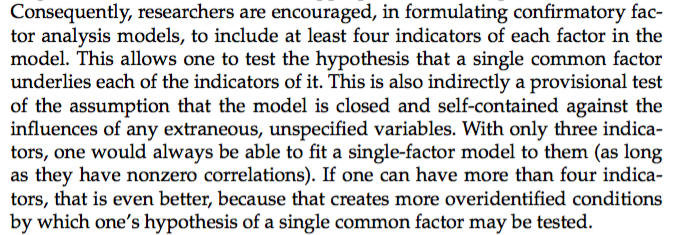 Consequently, researchers are encouraged, in formulating confirmatory fac-
tor analysis models, to include at least four indicators of each factor in the
model. This allows one to test the hypothesis that a single common factor
underlies each of the indicators of it. This is also indirectly a provisional test
of the assumption that the model is closed and self-contained against the
influences of any extraneous, unspecified variables. With only three indica-
tors, one would always be able to fit a single-factor model to them (as long
as they have nonzero correlations). If one can have more than four indica-
tors, that is even better, because that creates more overidentified conditions
by which one’s hypothesis of a single common factor may be tested.